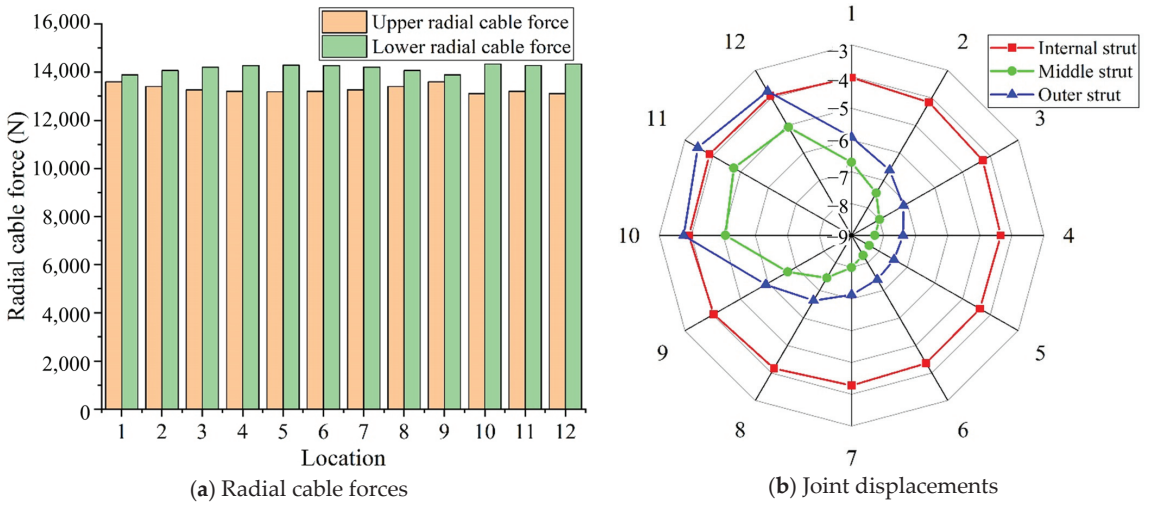 16,000
14,000
12,000
10,000
8,000
6,000
4,000
2,000
0
Radial cable force (N)
Upper radial cable force
Lower radial cable force
1 2 3 4 5 6 7 8 9 10 11 12
Location
(a) Radial cable forces
1
2
3
4
5
6
7
8
9
10
11
12
−3
−4
−5
−6
−7
−8
−9
Internal strut
Middle strut
Outer strut
(b) Joint displacements